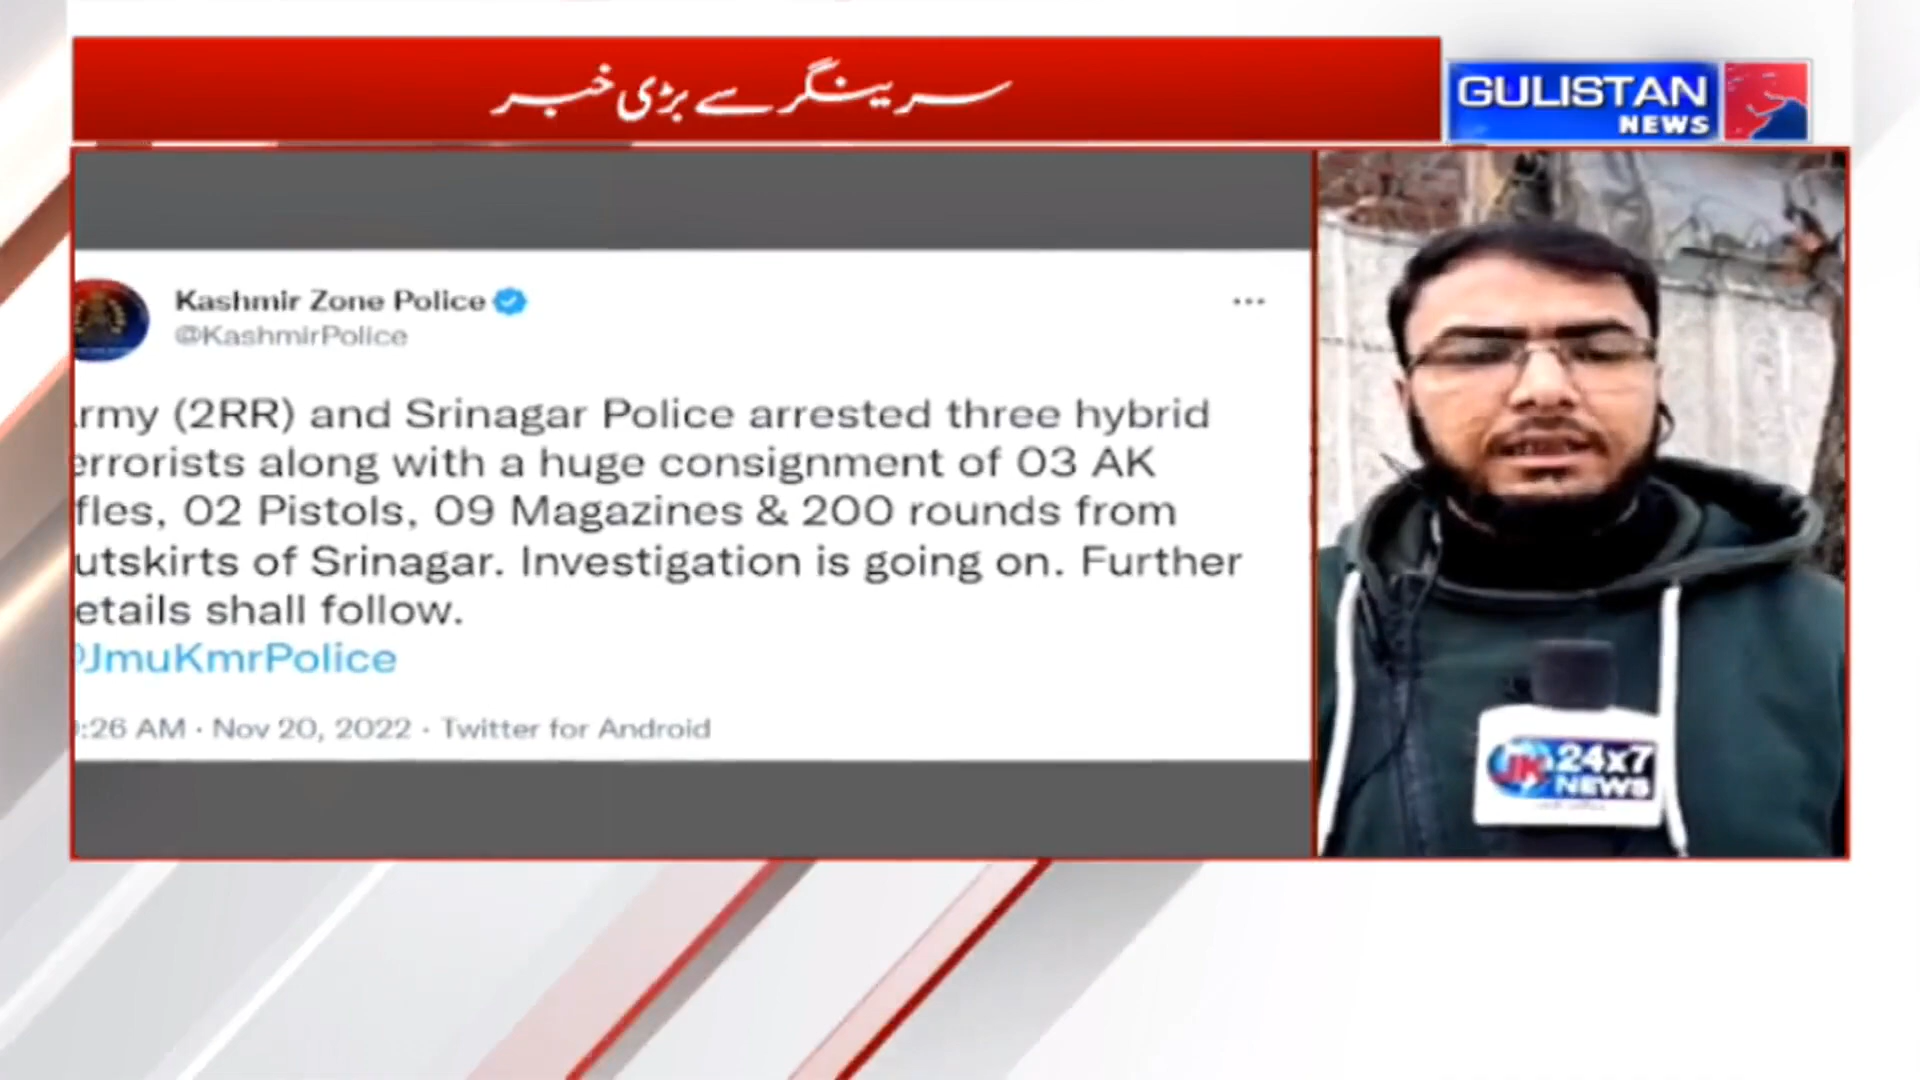 سرینگر سے بڑی خبر
GULISTAN
NEWS
Kashmir Zone Police
@KashmirPolice
rmy (2RR) and Srinagar Police arrested three hybrid
errorists along with a huge consignment of 03 AK
fles, 02 Pistols, 09 Magazines & 200 rounds from
utskirts of Srinagar. Investigation is going on. Further
etails shall follow.
JmuKmrPolice
:26 AM · Nov 20, 2022 · Twitter for Android
JK 24x7
NEWS